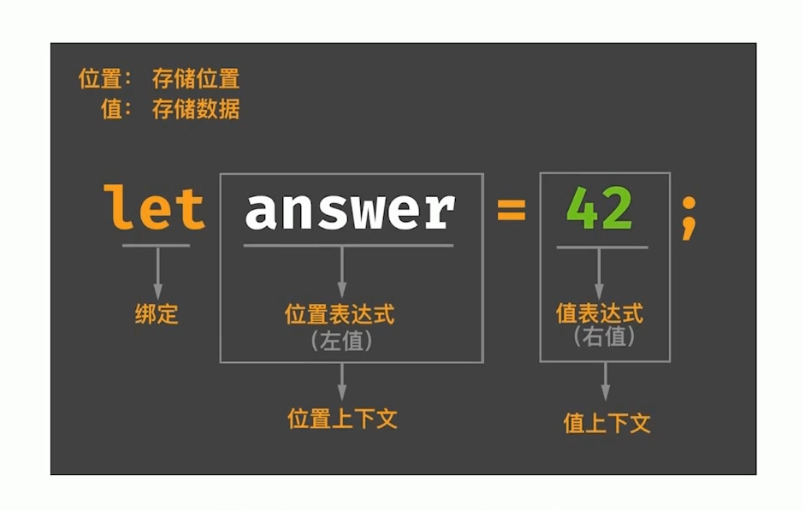 位置： 存储位置
值： 存储数据
let answer = 42 ;
绑定 位置表达式 值表达式
（左值） （右值）
位置上下文 值上下文